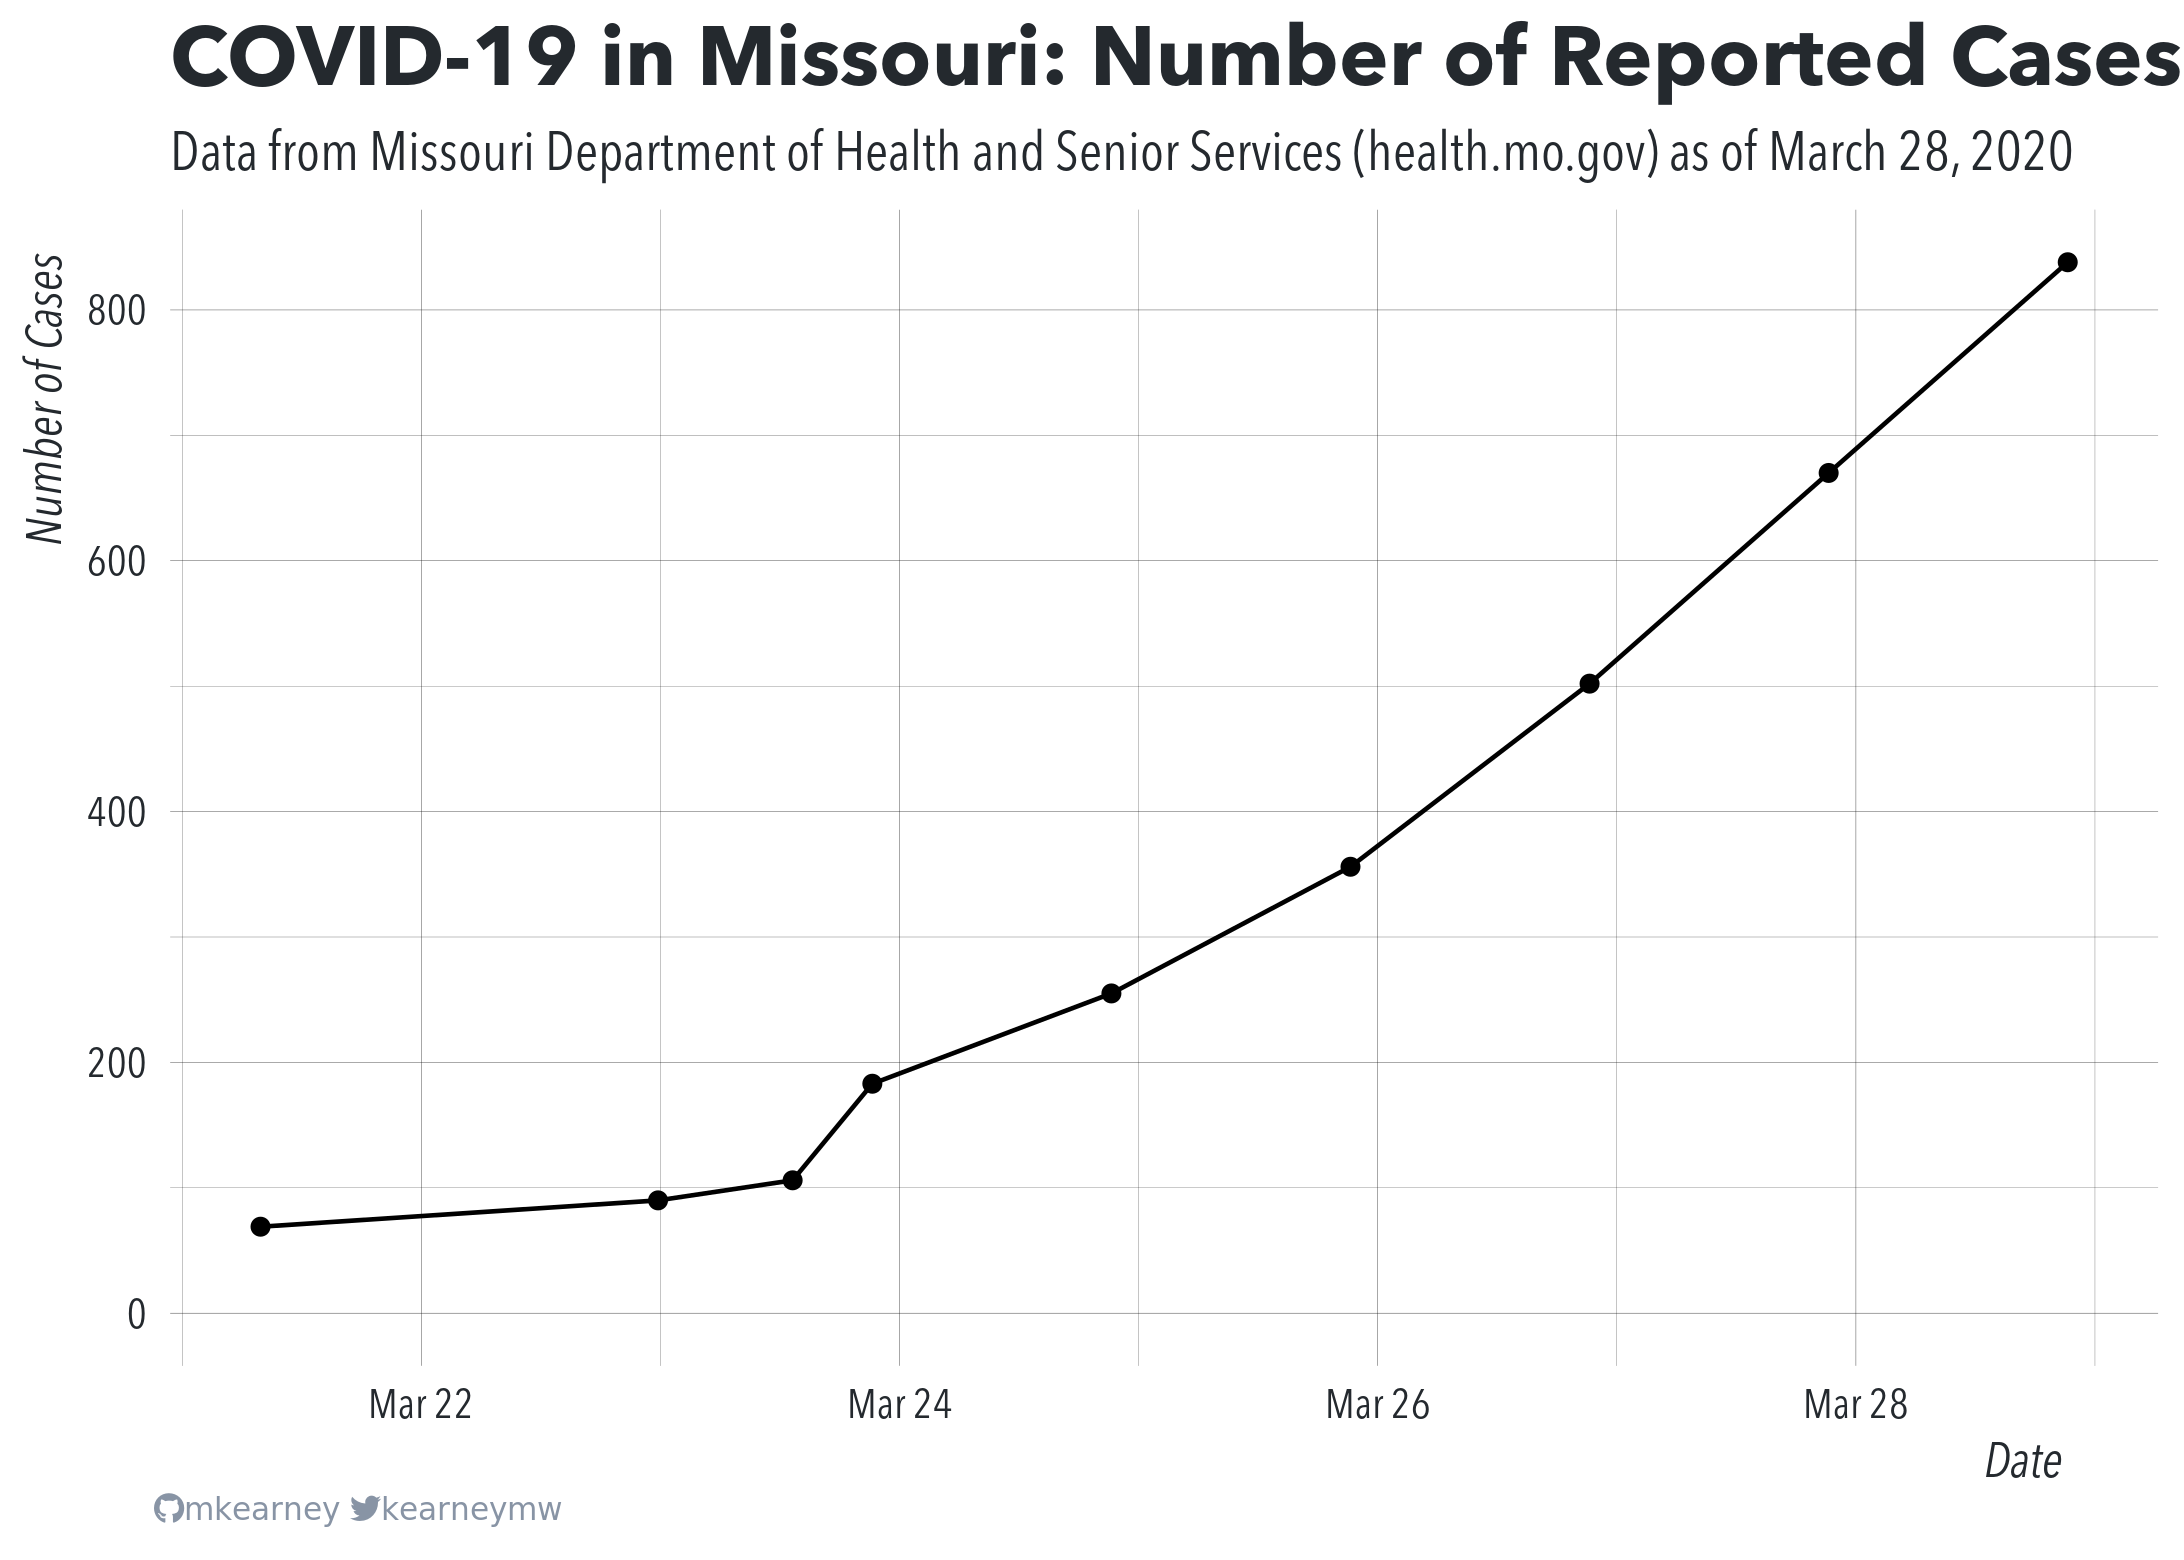 COVID-19 in Missouri: Number of Reported Cases
Data from Missouri Department of Health and Senior Services (health.mo.gov) as of March 28, 2020
Number of Cases
800
600
400
200
0
Mar 22 Mar 24 Mar 26 Mar 28
Date
mkearney kearneymw